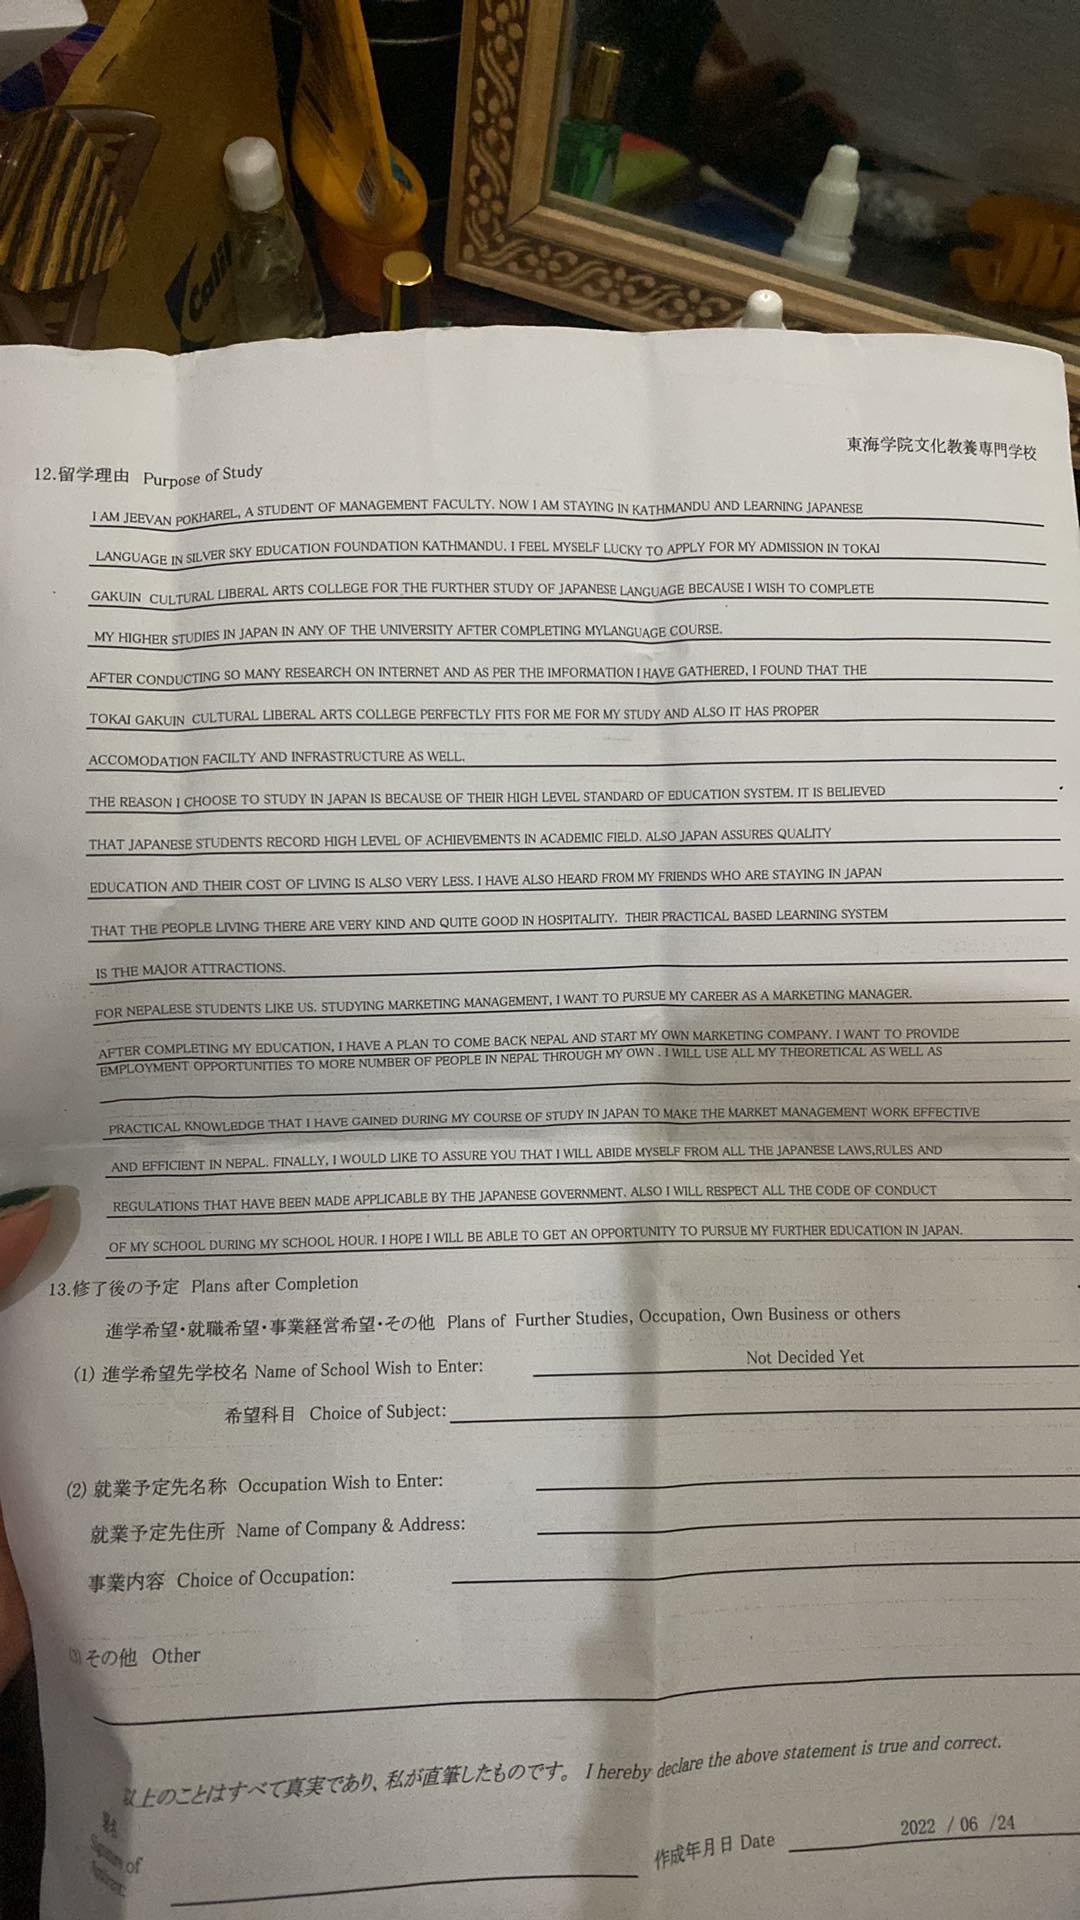 Calif
東海学院文化教養専門学校
12.留学理由 Purpose of Study
I AM JEEVAN POKHAREL, A STUDENT OF MANAGEMENT FACULTY. NOW I AM STAYING IN KATHMANDU AND LEARNING JAPANESE
LANGUAGE IN SILVER SKY EDUCATION FOUNDATION KATHMANDU. I FEEL MYSELF LUCKY TO APPLY FOR MY ADMISSION IN TOKAI
GAKUIN CULTURAL LIBERAL ARTS COLLEGE FOR THE FURTHER STUDY OF JAPANESE LANGUAGE BECAUSE I WISH TO COMPLETE
MY HIGHER STUDIES IN JAPAN IN ANY OF THE UNIVERSITY AFTER COMPLETING MYLANGUAGE COURSE.
AFTER CONDUCTING SO MANY RESEARCH ON INTERNET AND AS PER THE IMFORMATION I HAVE GATHERED, I FOUND THAT THE
TOKAI GAKUIN CULTURAL LIBERAL ARTS COLLEGE PERFECTLY FITS FOR ME FOR MY STUDY AND ALSO IT HAS PROPER
ACCOMODATION FACILTY AND INFRASTRUCTURE AS WELL.
THE REASON I CHOOSE TO STUDY IN JAPAN IS BECAUSE OF THEIR HIGH LEVEL STANDARD OF EDUCATION SYSTEM. IT IS BELIEVED
THAT JAPANESE STUDENTS RECORD HIGH LEVEL OF ACHIEVEMENTS IN ACADEMIC FIELD. ALSO JAPAN ASSURES QUALITY
EDUCATION AND THEIR COST OF LIVING IS ALSO VERY LESS. I HAVE ALSO HEARD FROM MY FRIENDS WHO ARE STAYING IN JAPAN
THAT THE PEOPLE LIVING THERE ARE VERY KIND AND QUITE GOOD IN HOSPITALITY. THEIR PRACTICAL BASED LEARNING SYSTEM
IS THE MAJOR ATTRACTIONS.
FOR NEPALESE STUDENTS LIKE US. STUDYING MARKETING MANAGEMENT, I WANT TO PURSUE MY CAREER AS A MARKETING MANAGER.
AFTER COMPLETING MY EDUCATION, I HAVE A PLAN TO COME BACK NEPAL AND START MY OWN MARKETING COMPANY. I WANT TO PROVIDE
EMPLOYMENT OPPORTUNITIES TO MORE NUMBER OF PEOPLE IN NEPAL THROUGH MY OWN . I WILL USE ALL MY THEORETICAL AS WELL AS
PRACTICAL KNOWLEDGE THAT I HAVE GAINED DURING MY COURSE OF STUDY IN JAPAN TO MAKE THE MARKET MANAGEMENT WORK EFFECTIVE
AND EFFICIENT IN NEPAL. FINALLY, I WOULD LIKE TO ASSURE YOU THAT I WILL ABIDE MYSELF FROM ALL THE JAPANESE LAWS,RULES AND
REGULATIONS THAT HAVE BEEN MADE APPLICABLE BY THE JAPANESE GOVERNMENT. ALSO I WILL RESPECT ALL THE CODE OF CONDUCT
OF MY SCHOOL DURING MY SCHOOL HOUR. I HOPE I WILL BE ABLE TO GET AN OPPORTUNITY TO PURSUE MY FURTHER EDUCATION IN JAPAN.
13.修了後の予定 Plans after Completion
進学希望・就職希望・事業経営希望・その他 Plans of Further Studies, Occupation, Own Business or others
(1) 進学希望先学校名 Name of School Wish to Enter: Not Decided Yet
希望科目 Choice of Subject:
(2) 就業予定先名称 Occupation Wish to Enter:
就業予定先住所 Name of Company & Address:
事業内容 Choice of Occupation:
(3) その他 Other
以上のことはすべて真実であり、私が直筆したものです。 I hereby declare the above statement is true and correct.
署名
Signature of
作成年月日 Date 2022 / 06 /24